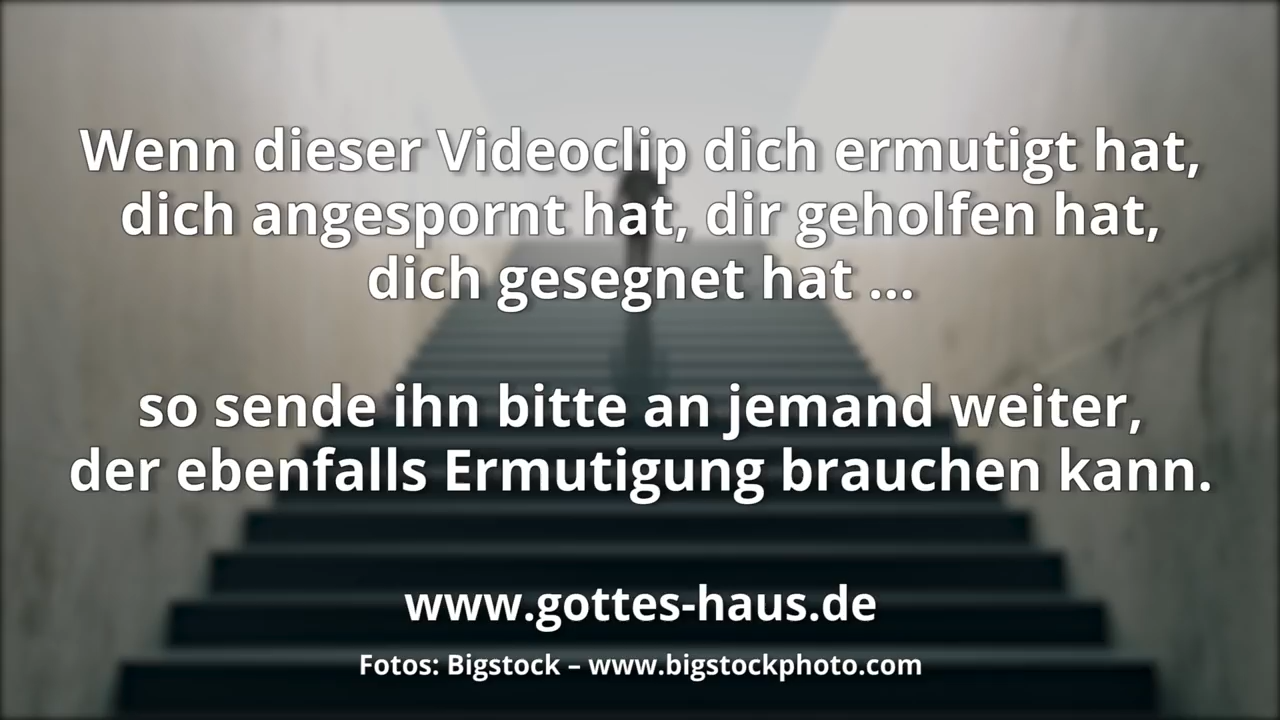 Wenn dieser Videoclip dich ermutigt hat,
dich angespornt hat, dir geholfen hat,
dich gesegnet hat ...
so sende ihn bitte an jemand weiter,
der ebenfalls Ermutigung brauchen kann.
www.gottes-haus.de
Fotos: Bigstock – www.bigstockphoto.com